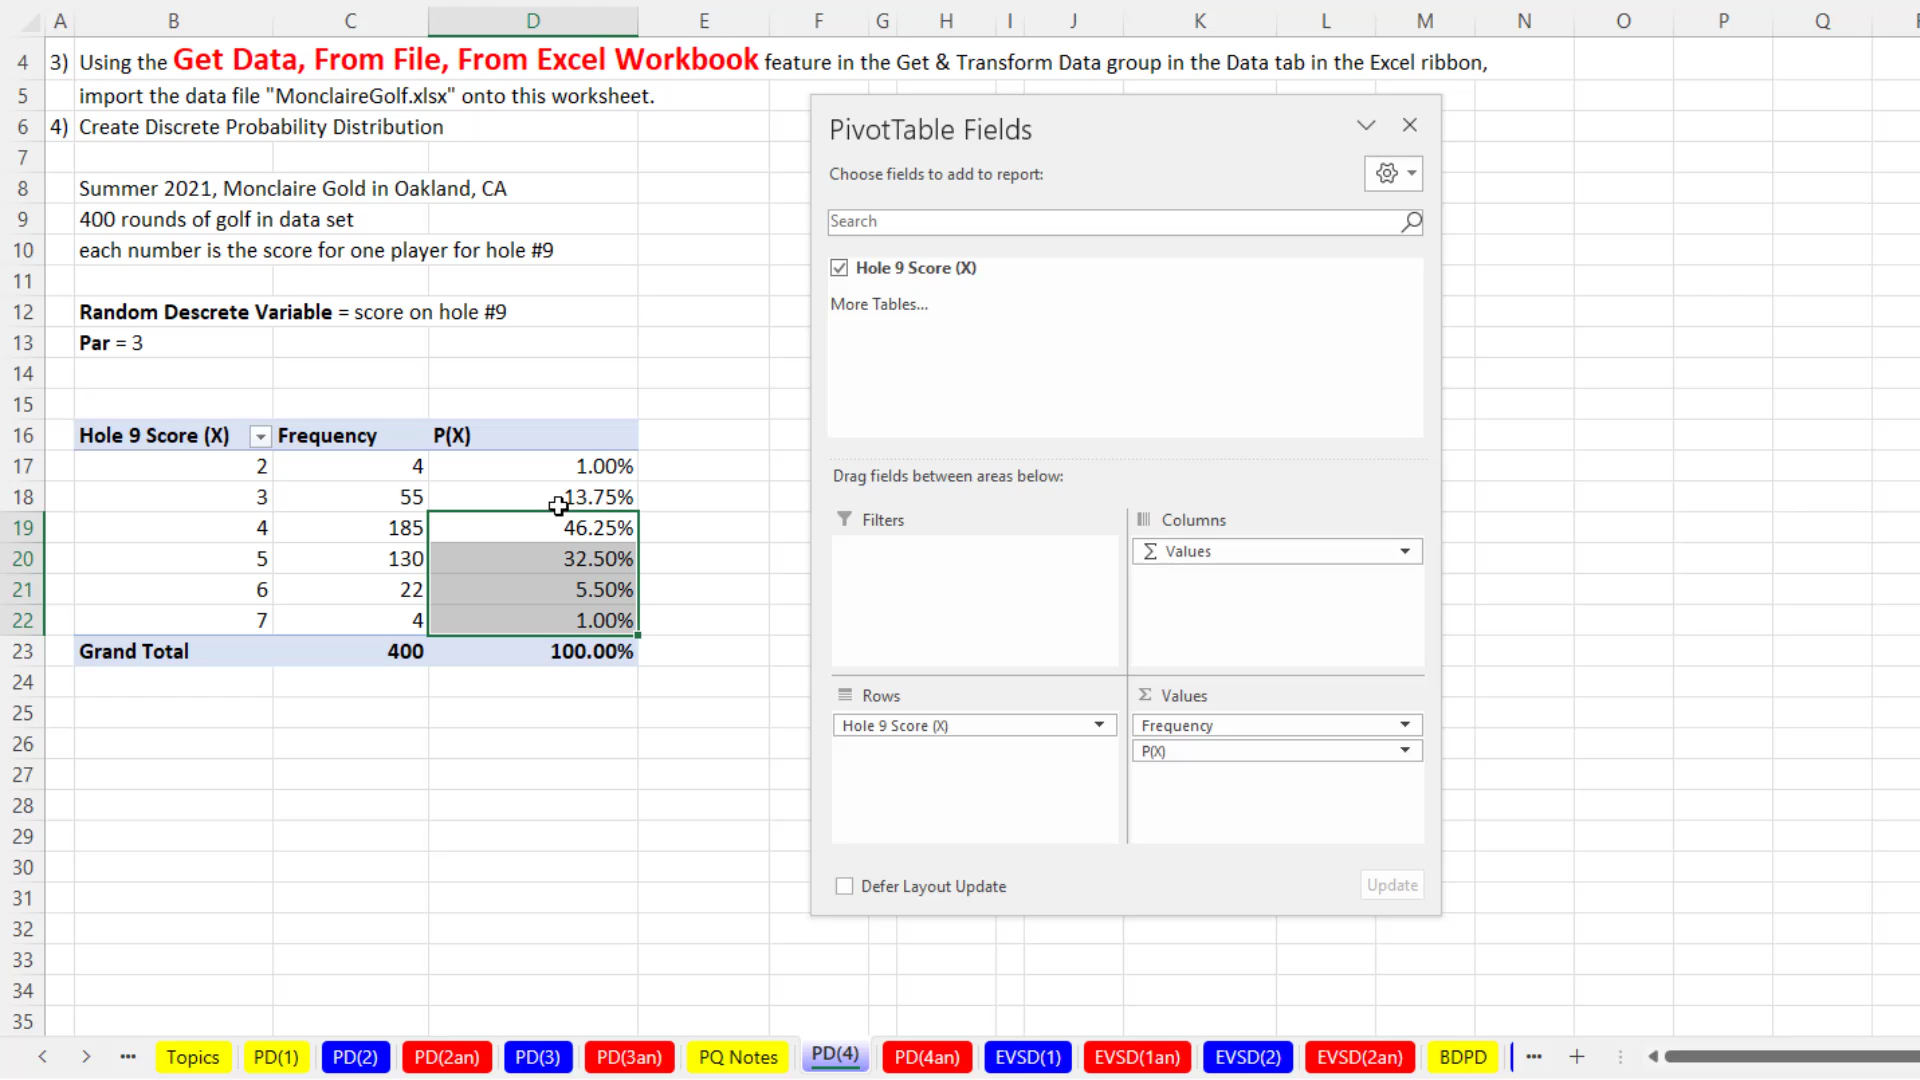 A B C D E F G H I J K L M N O P Q
4 3) Using the Get Data, From File, From Excel Workbook feature in the Get & Transform Data group in the Data tab in the Excel ribbon,
5 import the data file "MonclaireGolf.xlsx" onto this worksheet.
6 4) Create Discrete Probability Distribution
7
8 Summer 2021, Monclaire Gold in Oakland, CA
9 400 rounds of golf in data set
10 each number is the score for one player for hole #9
11
12 Random Descrete Variable = score on hole #9
13 Par = 3
14
15
16 Hole 9 Score (X) Frequency P(X)
17 2 4 1.00%
18 3 55 13.75%
19 4 185 46.25%
20 5 130 32.50%
21 6 22 5.50%
22 7 4 1.00%
23 Grand Total 400 100.00%
24
25
26
27
28
29
30
31
32
33
34
35
PivotTable Fields
Choose fields to add to report:
Search
Hole 9 Score (X)
More Tables...
Drag fields between areas below:
Filters
Columns
Σ Values
Rows
Hole 9 Score (X)
Σ Values
Frequency
P(X)
Defer Layout Update
Update
... Topics PD(1) PD(2) PD(2an) PD(3) PD(3an) PQ Notes PD(4) PD(4an) EVSD(1) EVSD(1an) EVSD(2) EVSD(2an) BDPD ...